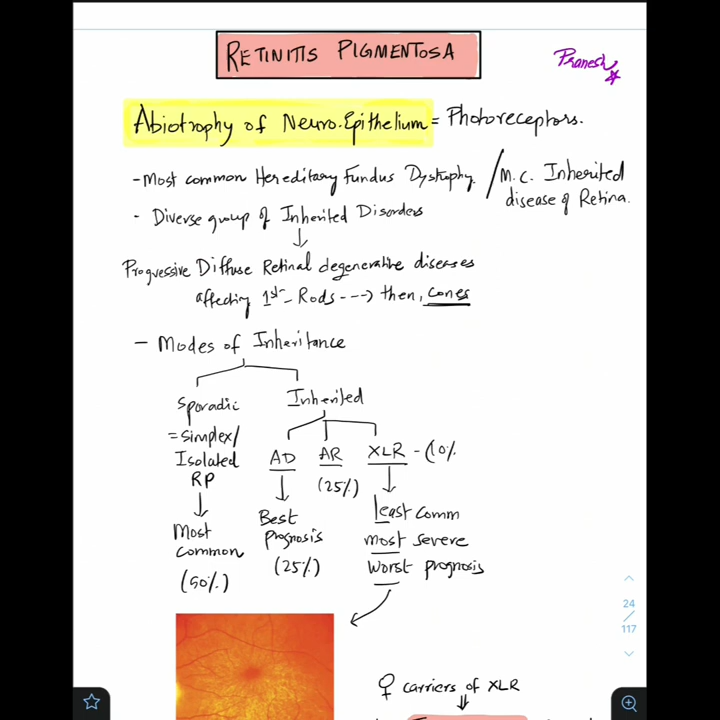 RETINITIS PIGMENTOSA
Pranesh
Abiotrophy of Neuro.Epithelium = Photoreceptors.
- Most common Hereditary Fundus Dystrophy / M.C. Inherited
disease of Retina.
- Diverse group of Inherited Disorders
Progressive Diffuse Retinal degenerative diseases
affecting 1st Rods ---> then, cones
- Modes of Inheritance
Sporadic
= simplex/
Isolated
RP
Most
common
(50%)
Inherited
AD
Best
prognosis
(25%)
AR
(25%)
XLR - (10%
least comm
most severe
worst prognosis
♀ carriers of XLR
24
/
117